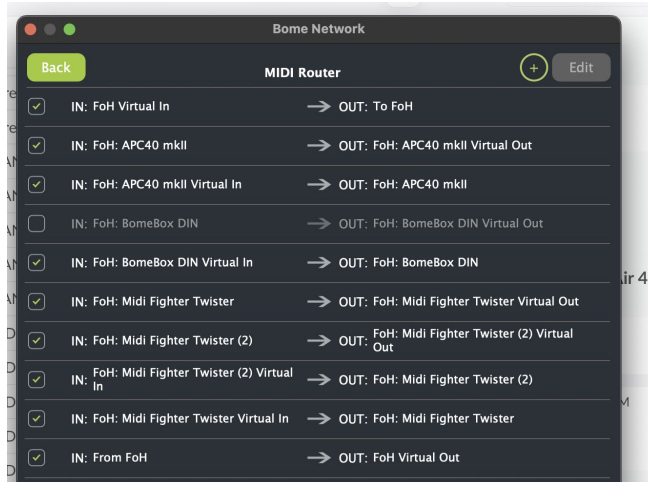 Bome Network
Back
MIDI Router
+
Edit
IN: FoH Virtual In → OUT: To FoH
IN: FoH: APC40 mkII → OUT: FoH: APC40 mkII Virtual Out
IN: FoH: APC40 mkII Virtual In → OUT: FoH: APC40 mkII
IN: FoH: BomeBox DIN → OUT: FoH: BomeBox DIN Virtual Out
IN: FoH: BomeBox DIN Virtual In → OUT: FoH: BomeBox DIN
IN: FoH: Midi Fighter Twister → OUT: FoH: Midi Fighter Twister Virtual Out
IN: FoH: Midi Fighter Twister (2) → OUT: FoH: Midi Fighter Twister (2) Virtual
Out
IN: FoH: Midi Fighter Twister (2) Virtual
In → OUT: FoH: Midi Fighter Twister (2)
IN: FoH: Midi Fighter Twister Virtual In → OUT: FoH: Midi Fighter Twister
IN: From FoH → OUT: FoH Virtual Out